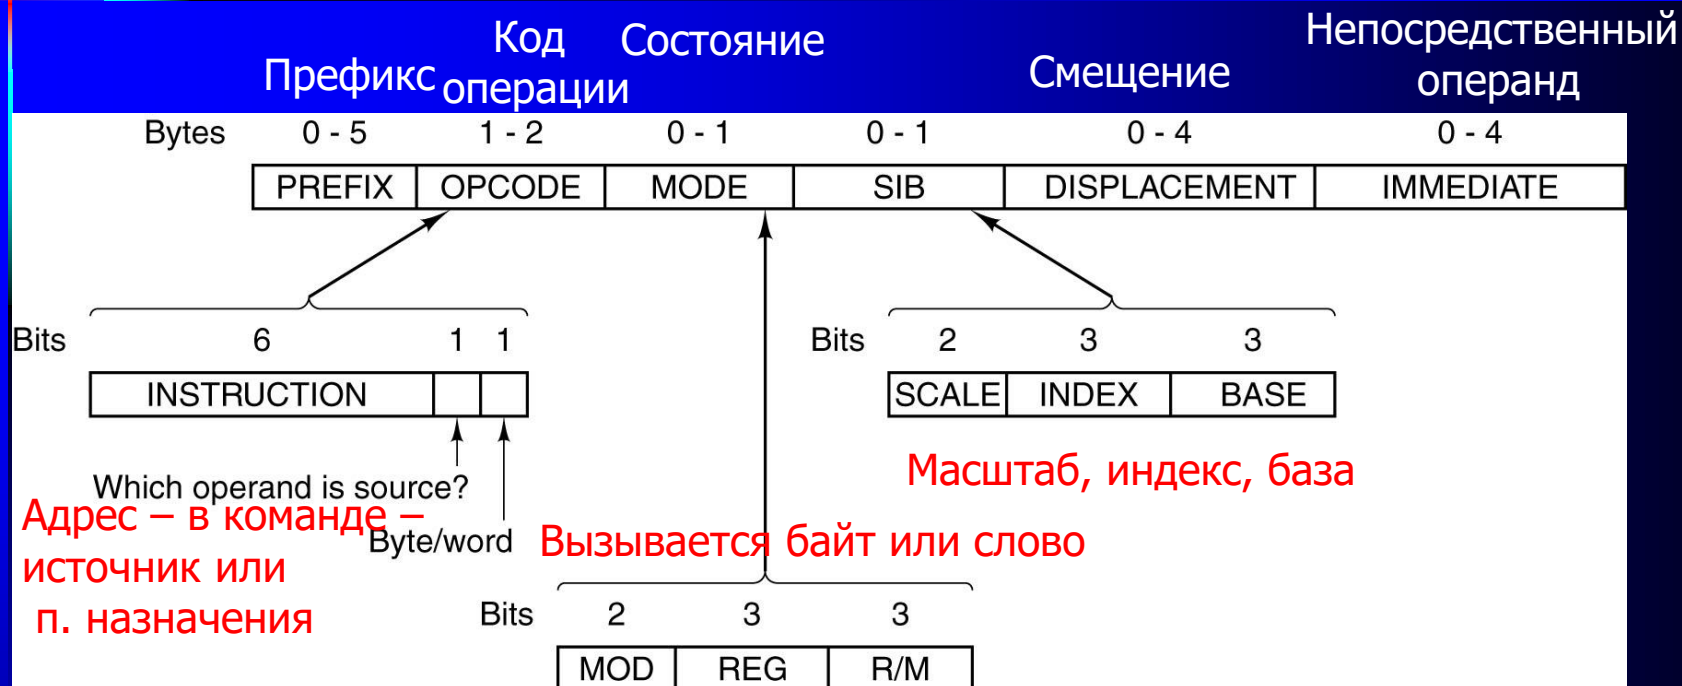 Префикс
Код
операции
Состояние
Смещение
Непосредственный
операнд
Bytes 0 - 5 1 - 2 0 - 1 0 - 1 0 - 4 0 - 4
PREFIX OPCODE MODE SIB DISPLACEMENT IMMEDIATE
Bits 6 1 1
INSTRUCTION
Bits 2 3 3
SCALE INDEX BASE
Which operand is source?
Масштаб, индекс, база
Адрес – в команде –
источник или
п. назначения
Byte/word
Вызывается байт или слово
Bits 2 3 3
MOD REG R/M